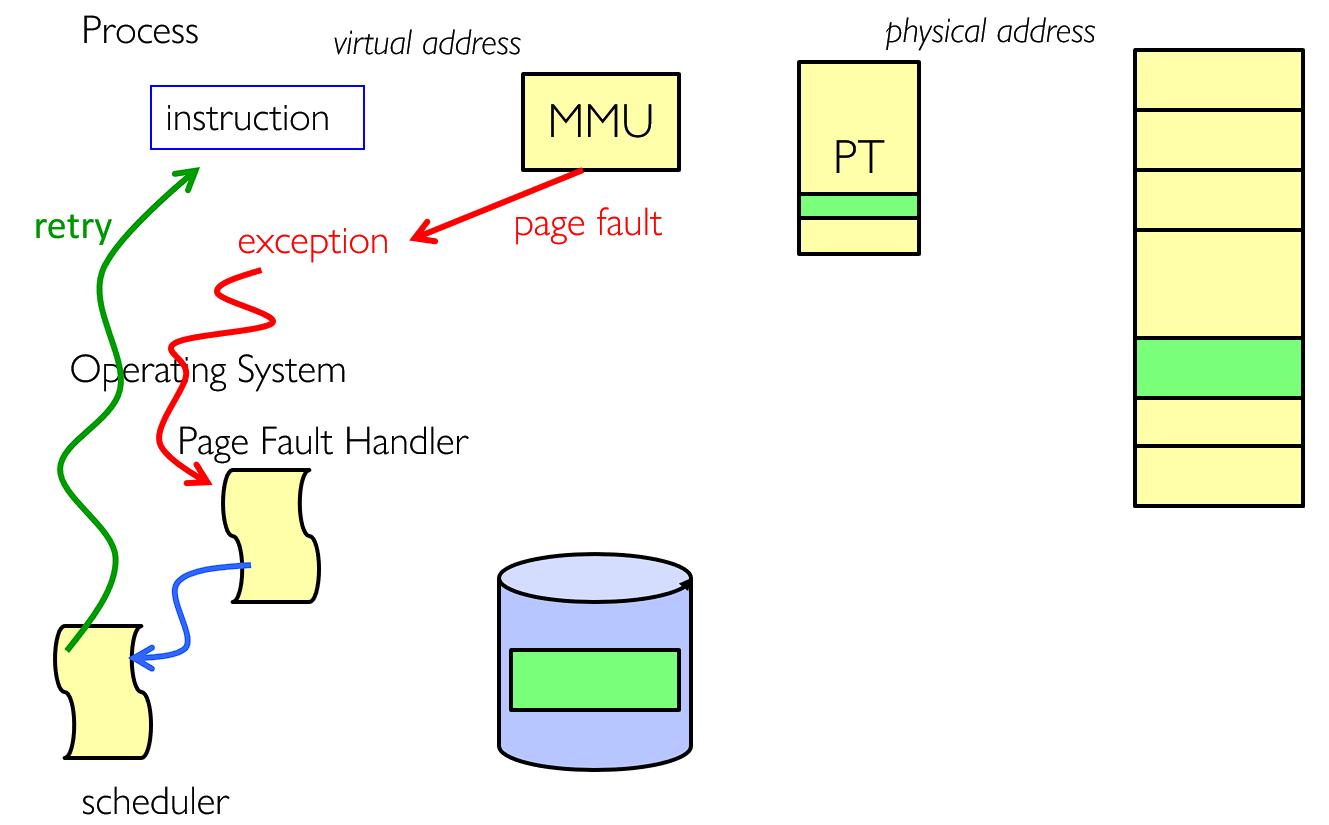 Process
virtual address
physical address
instruction
MMU
PT
retry
exception
page fault
Operating System
Page Fault Handler
scheduler